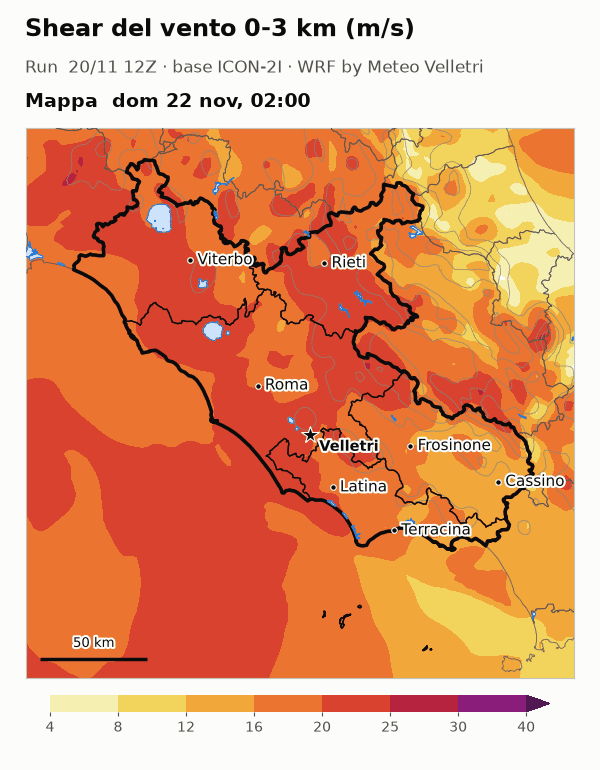 Shear del vento 0-3 km (m/s)
Run  20/11 12Z · base ICON-2I · WRF by Meteo Velletri
Mappa  dom 22 nov, 02:00
Viterbo
Rieti
Roma
Velletri
Frosinone
Cassino
Latina
Terracina
50 km
4 8 12 16 20 25 30 40